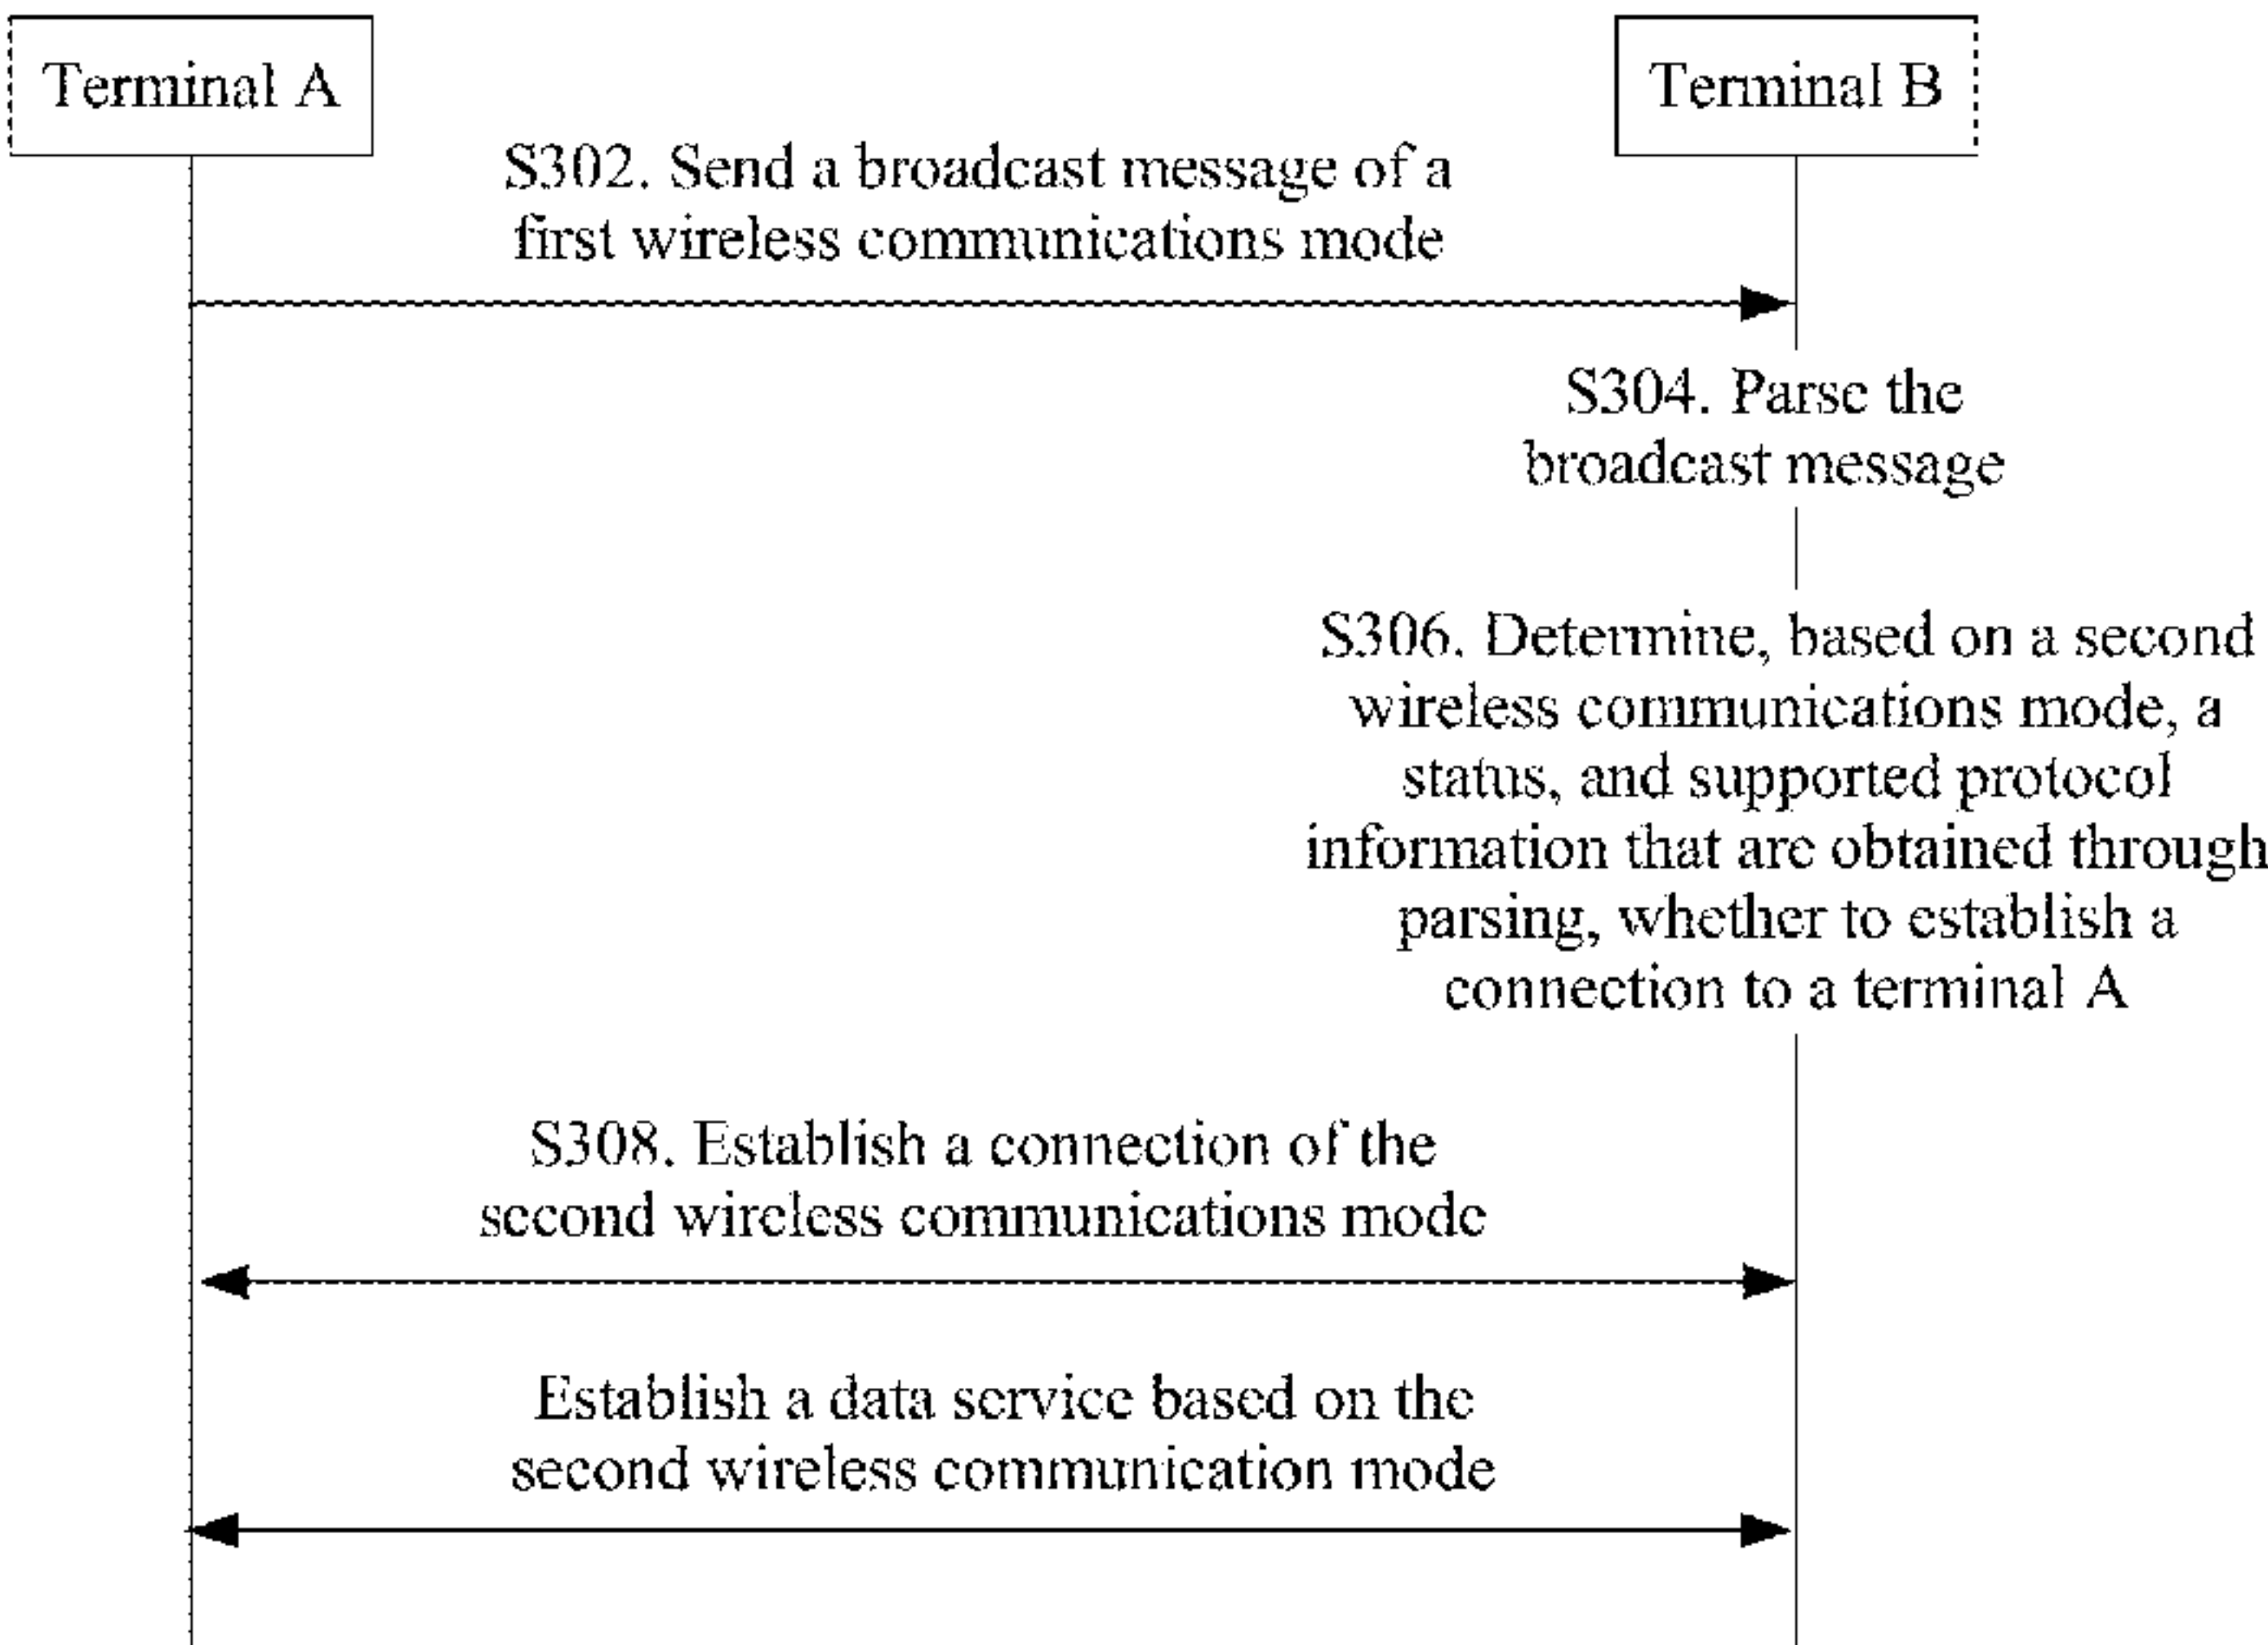 Terminal A
Terminal B
S302. Send a broadcast message of a
first wireless communications mode
S304. Parse the
broadcast message
S306. Determine, based on a second
wireless communications mode, a
status, and supported protocol
information that are obtained through
parsing, whether to establish a
connection to a terminal A
S308. Establish a connection of the
second wireless communications mode
Establish a data service based on the
second wireless communication mode